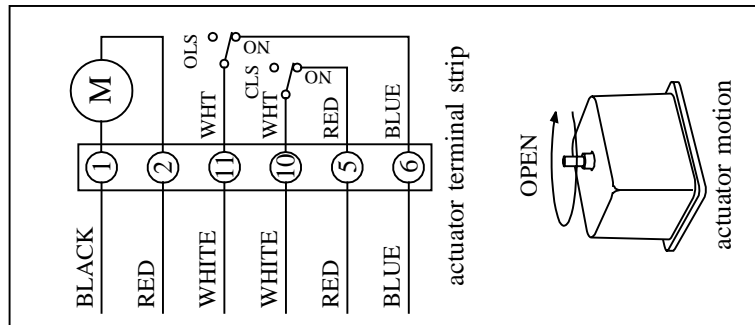 M
OLS
ON
CLS
ON
WHT
WHT
RED
BLUE
1
2
11
10
5
6
BLACK
RED
WHITE
WHITE
RED
BLUE
actuator terminal strip
OPEN
actuator motion